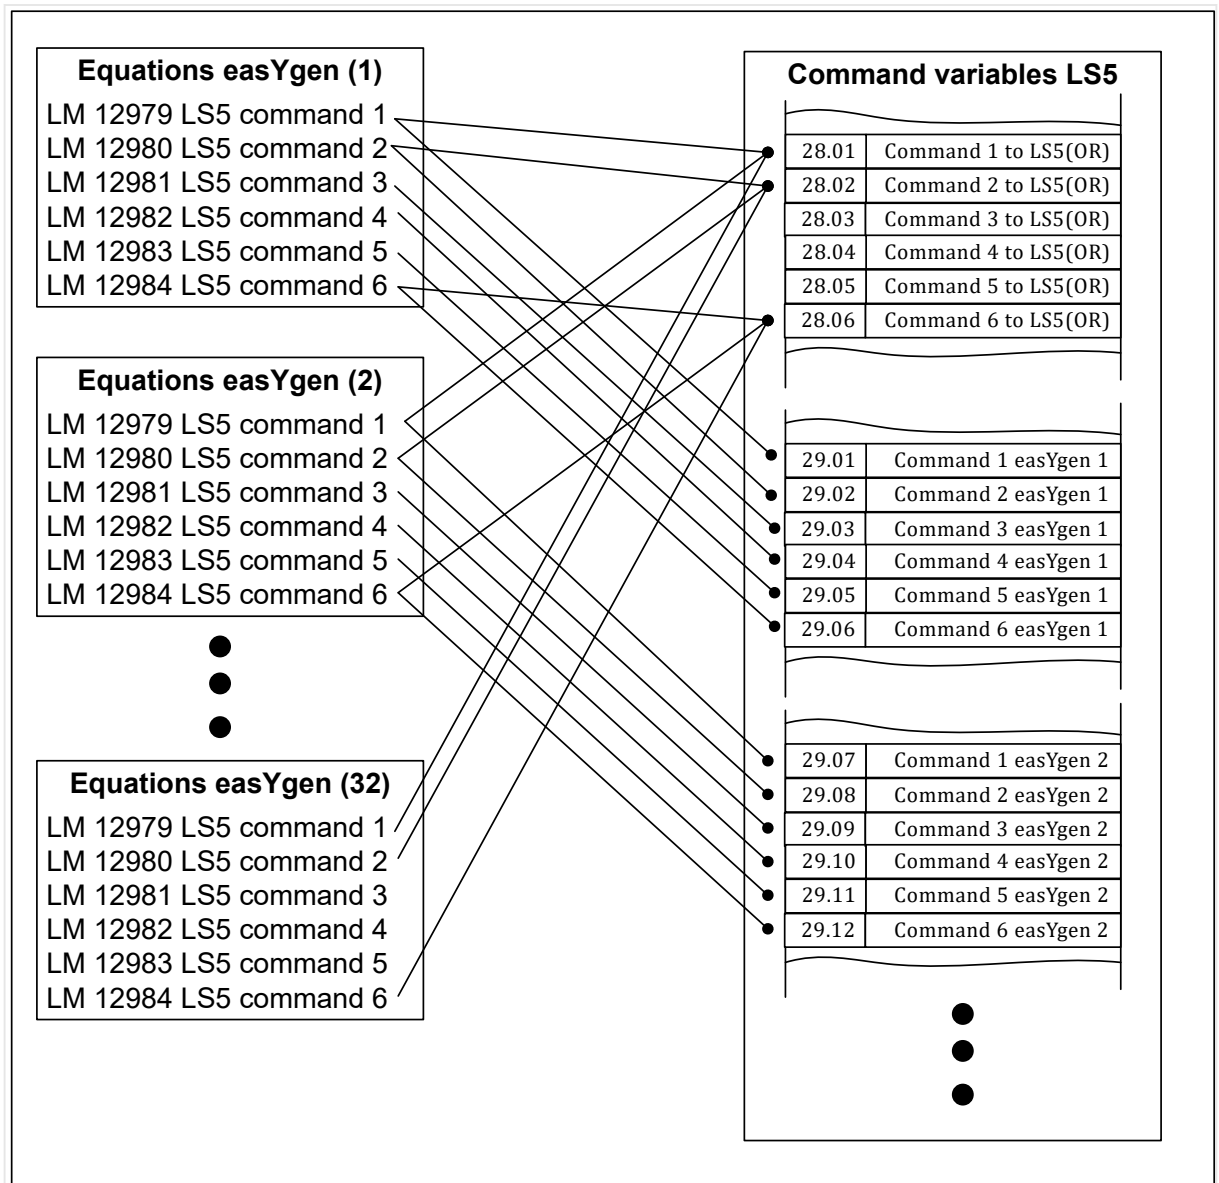 Equations easYgen (1)
LM 12979 LS5 command 1
LM 12980 LS5 command 2
LM 12981 LS5 command 3
LM 12982 LS5 command 4
LM 12983 LS5 command 5
LM 12984 LS5 command 6
Equations easYgen (2)
LM 12979 LS5 command 1
LM 12980 LS5 command 2
LM 12981 LS5 command 3
LM 12982 LS5 command 4
LM 12983 LS5 command 5
LM 12984 LS5 command 6
Equations easYgen (32)
LM 12979 LS5 command 1
LM 12980 LS5 command 2
LM 12981 LS5 command 3
LM 12982 LS5 command 4
LM 12983 LS5 command 5
LM 12984 LS5 command 6
Command variables LS5
28.01 Command 1 to LS5(OR)
28.02 Command 2 to LS5(OR)
28.03 Command 3 to LS5(OR)
28.04 Command 4 to LS5(OR)
28.05 Command 5 to LS5(OR)
28.06 Command 6 to LS5(OR)
29.01 Command 1 easYgen 1
29.02 Command 2 easYgen 1
29.03 Command 3 easYgen 1
29.04 Command 4 easYgen 1
29.05 Command 5 easYgen 1
29.06 Command 6 easYgen 1
29.07 Command 1 easYgen 2
29.08 Command 2 easYgen 2
29.09 Command 3 easYgen 2
29.10 Command 4 easYgen 2
29.11 Command 5 easYgen 2
29.12 Command 6 easYgen 2